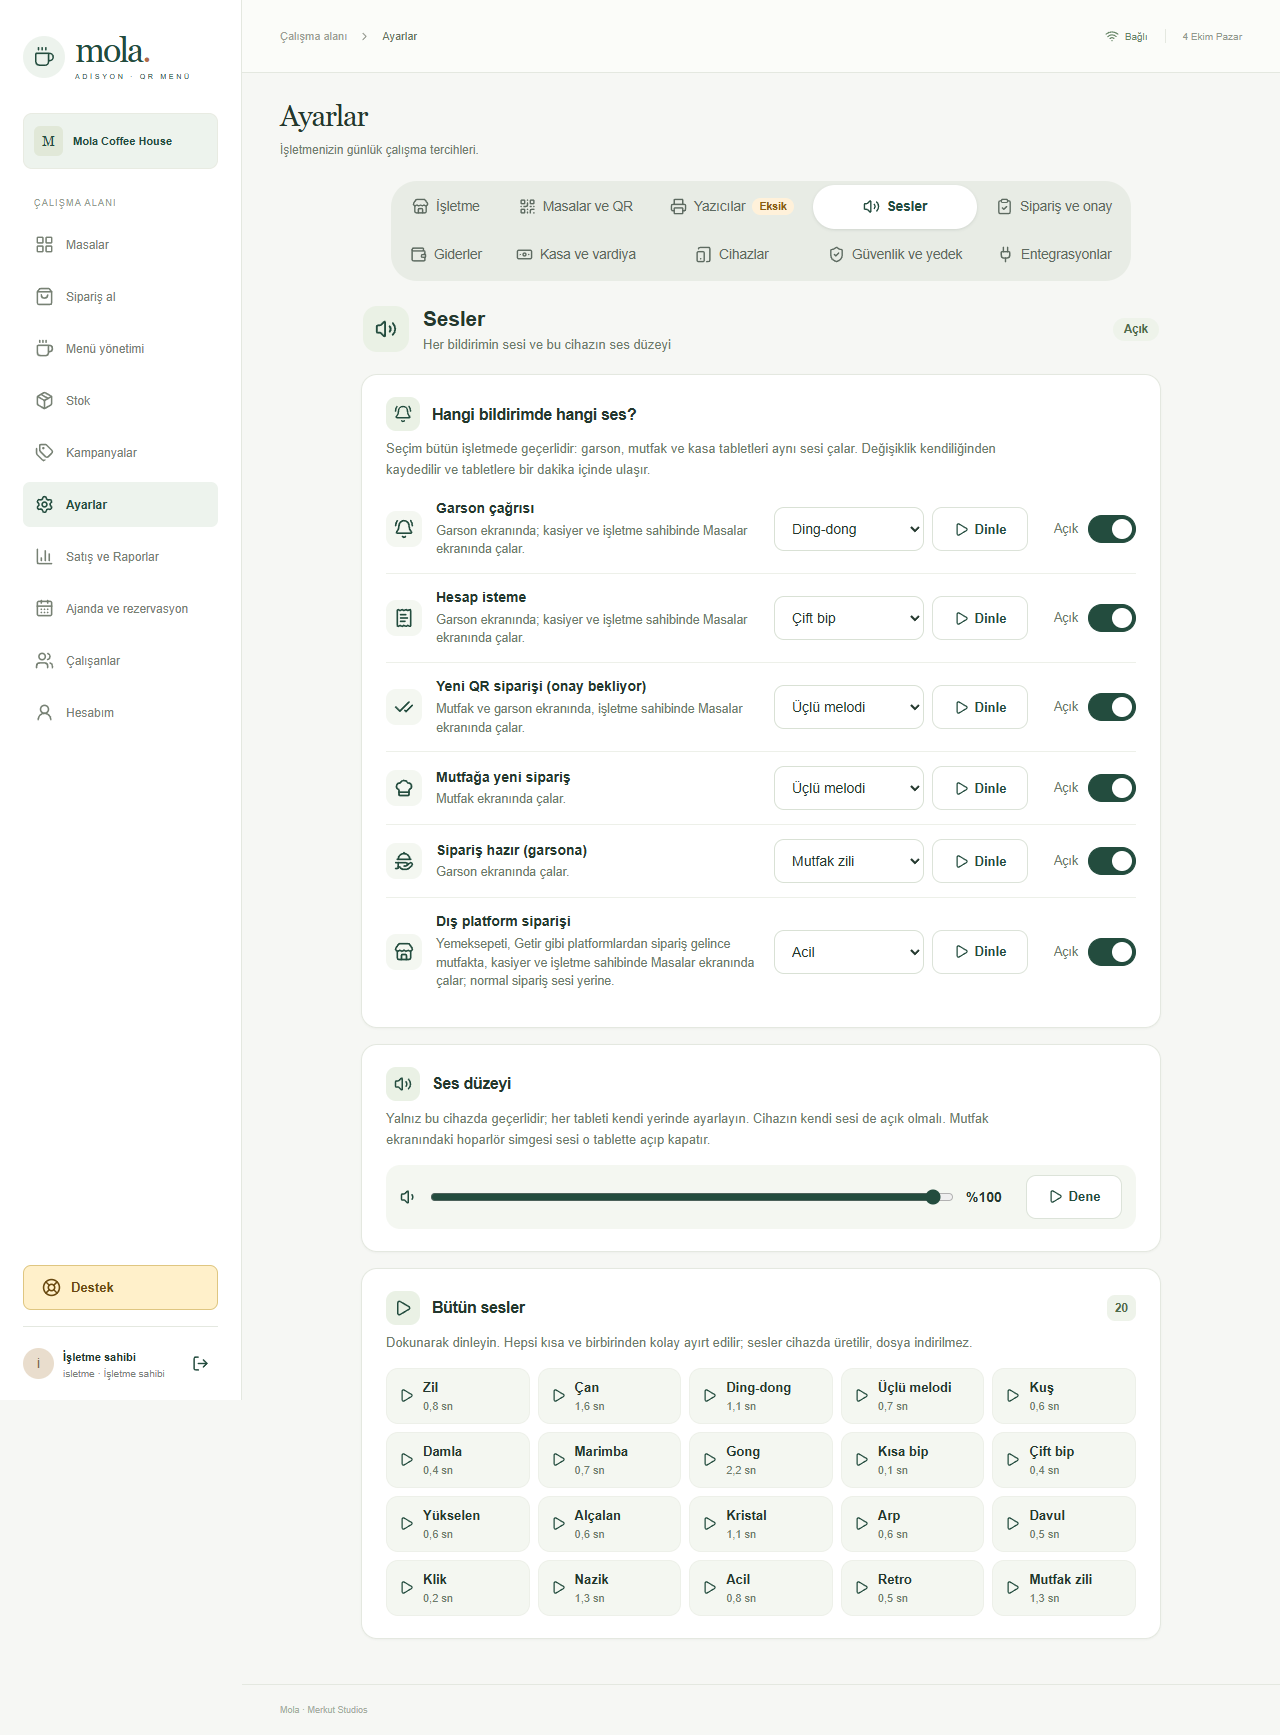 mola.
ADİSYON · QR MENÜ
M
Mola Coffee House
ÇALIŞMA ALANI
Masalar
Sipariş al
Menü yönetimi
Stok
Kampanyalar
Ayarlar
Satış ve Raporlar
Ajanda ve rezervasyon
Çalışanlar
Hesabım
Destek
İ
İşletme sahibi
isletme · İşletme sahibi
Çalışma alanı
Ayarlar
Bağlı
4 Ekim Pazar
Ayarlar
İşletmenizin günlük çalışma tercihleri.
İşletme
Masalar ve QR
Yazıcılar
Eksik
Sesler
Sipariş ve onay
Giderler
Kasa ve vardiya
Cihazlar
Güvenlik ve yedek
Entegrasyonlar
Sesler
Her bildirimin sesi ve bu cihazın ses düzeyi
Açık
Hangi bildirimde hangi ses?
Seçim bütün işletmede geçerlidir: garson, mutfak ve kasa tabletleri aynı sesi çalar. Değişiklik kendiliğinden
kaydedilir ve tabletlere bir dakika içinde ulaşır.
Garson çağrısı
Garson ekranında; kasiyer ve işletme sahibinde Masalar
ekranında çalar.
Ding-dong
Dinle
Açık
Hesap isteme
Garson ekranında; kasiyer ve işletme sahibinde Masalar
ekranında çalar.
Çift bip
Dinle
Açık
Yeni QR siparişi (onay bekliyor)
Mutfak ve garson ekranında, işletme sahibinde Masalar
ekranında çalar.
Üçlü melodi
Dinle
Açık
Mutfağa yeni sipariş
Mutfak ekranında çalar.
Üçlü melodi
Dinle
Açık
Sipariş hazır (garsona)
Garson ekranında çalar.
Mutfak zili
Dinle
Açık
Dış platform siparişi
Yemeksepeti, Getir gibi platformlardan sipariş gelince
mutfakta, kasiyer ve işletme sahibinde Masalar ekranında
çalar; normal sipariş sesi yerine.
Acil
Dinle
Açık
Ses düzeyi
Yalnız bu cihazda geçerlidir; her tableti kendi yerinde ayarlayın. Cihazın kendi sesi de açık olmalı. Mutfak
ekranındaki hoparlör simgesi sesi o tablette açıp kapatır.
%100
Dene
Bütün sesler
20
Dokunarak dinleyin. Hepsi kısa ve birbirinden kolay ayırt edilir; sesler cihazda üretilir, dosya indirilmez.
Zil
0,8 sn
Çan
1,6 sn
Ding-dong
1,1 sn
Üçlü melodi
0,7 sn
Kuş
0,6 sn
Damla
0,4 sn
Marimba
0,7 sn
Gong
2,2 sn
Kısa bip
0,1 sn
Çift bip
0,4 sn
Yükselen
0,6 sn
Alçalan
0,6 sn
Kristal
1,1 sn
Arp
0,6 sn
Davul
0,5 sn
Klik
0,2 sn
Nazik
1,3 sn
Acil
0,8 sn
Retro
0,5 sn
Mutfak zili
1,3 sn
Mola · Merkut Studios